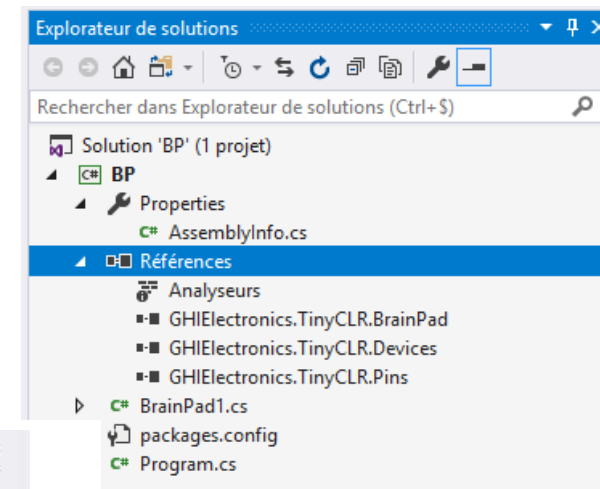 Explorateur de solutions
Rechercher dans Explorateur de solutions (Ctrl+$)
Solution 'BP' (1 projet)
C# BP
Properties
C# AssemblyInfo.cs
Références
Analyseurs
GHIElectronics.TinyCLR.BrainPad
GHIElectronics.TinyCLR.Devices
GHIElectronics.TinyCLR.Pins
C# BrainPad1.cs
packages.config
C# Program.cs